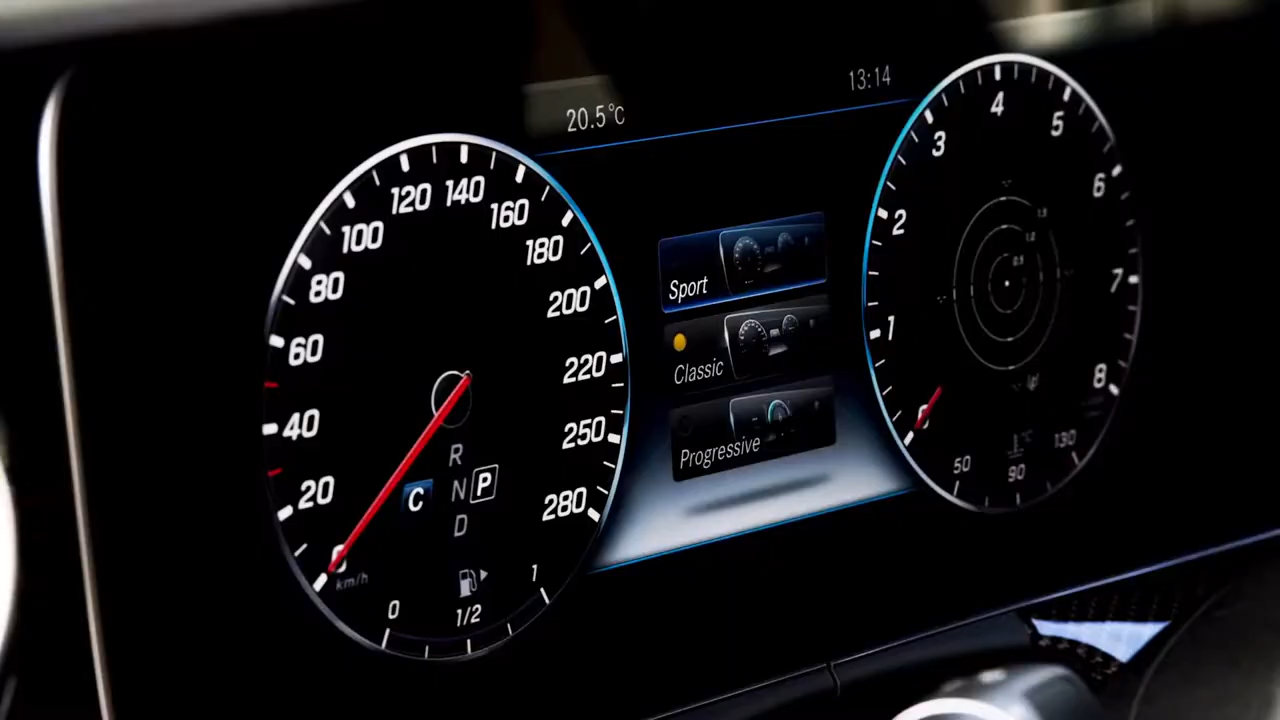 20.5°C
13:14
0
20
40
60
80
100
120
140
160
180
200
220
250
280
km/h
C
R
N
P
D
0
1/2
1
Sport
Classic
Progressive
1
2
3
4
5
6
7
8
50
90
130
°C